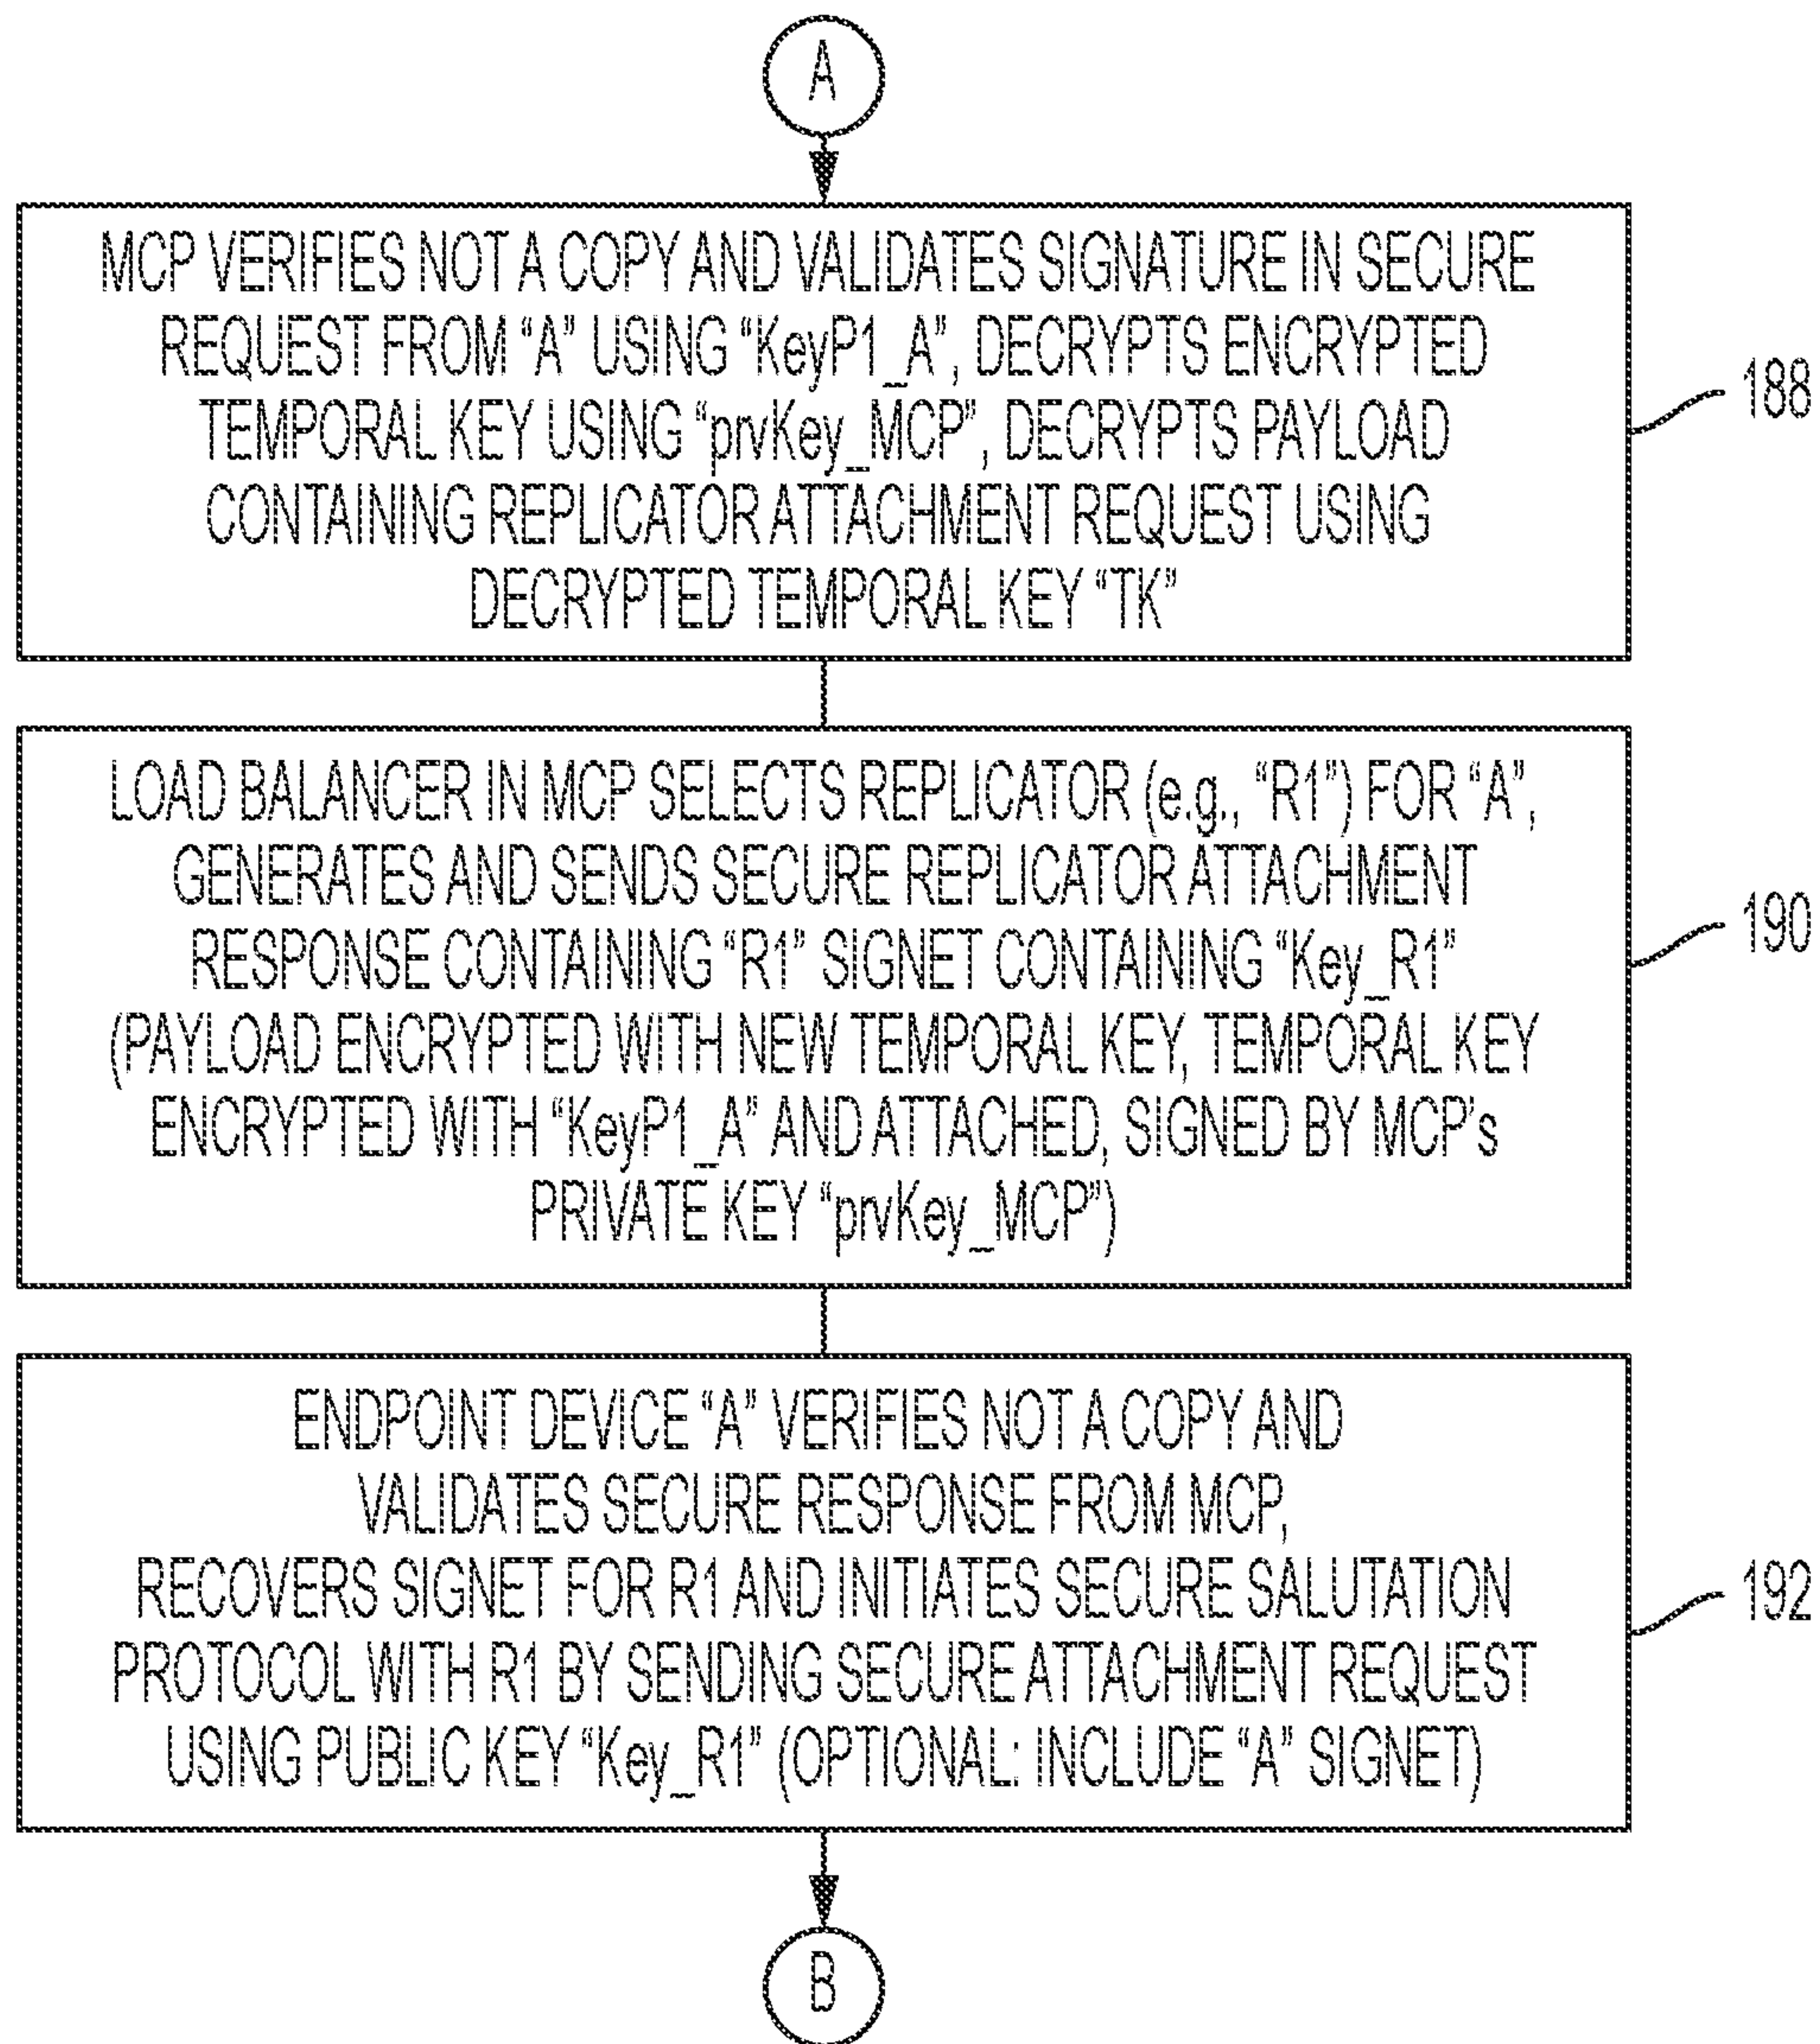 A
MCP VERIFIES NOT A COPY AND VALIDATES SIGNATURE IN SECURE
REQUEST FROM “A” USING “KeyP1_A”, DECRYPTS ENCRYPTED
TEMPORAL KEY USING “prvKey_MCP”, DECRYPTS PAYLOAD
CONTAINING REPLICATOR ATTACHMENT REQUEST USING
DECRYPTED TEMPORAL KEY “TK”
188
LOAD BALANCER IN MCP SELECTS REPLICATOR (e.g., “R1”) FOR “A”,
GENERATES AND SENDS SECURE REPLICATOR ATTACHMENT
RESPONSE CONTAINING “R1” SIGNET CONTAINING “Key_R1”
(PAYLOAD ENCRYPTED WITH NEW TEMPORAL KEY, TEMPORAL KEY
ENCRYPTED WITH “KeyP1_A” AND ATTACHED, SIGNED BY MCP’s
PRIVATE KEY “prvKey_MCP”)
190
ENDPOINT DEVICE “A” VERIFIES NOT A COPY AND
VALIDATES SECURE RESPONSE FROM MCP,
RECOVERS SIGNET FOR R1 AND INITIATES SECURE SALUTATION
PROTOCOL WITH R1 BY SENDING SECURE ATTACHMENT REQUEST
USING PUBLIC KEY “Key_R1” (OPTIONAL: INCLUDE “A” SIGNET)
192
B